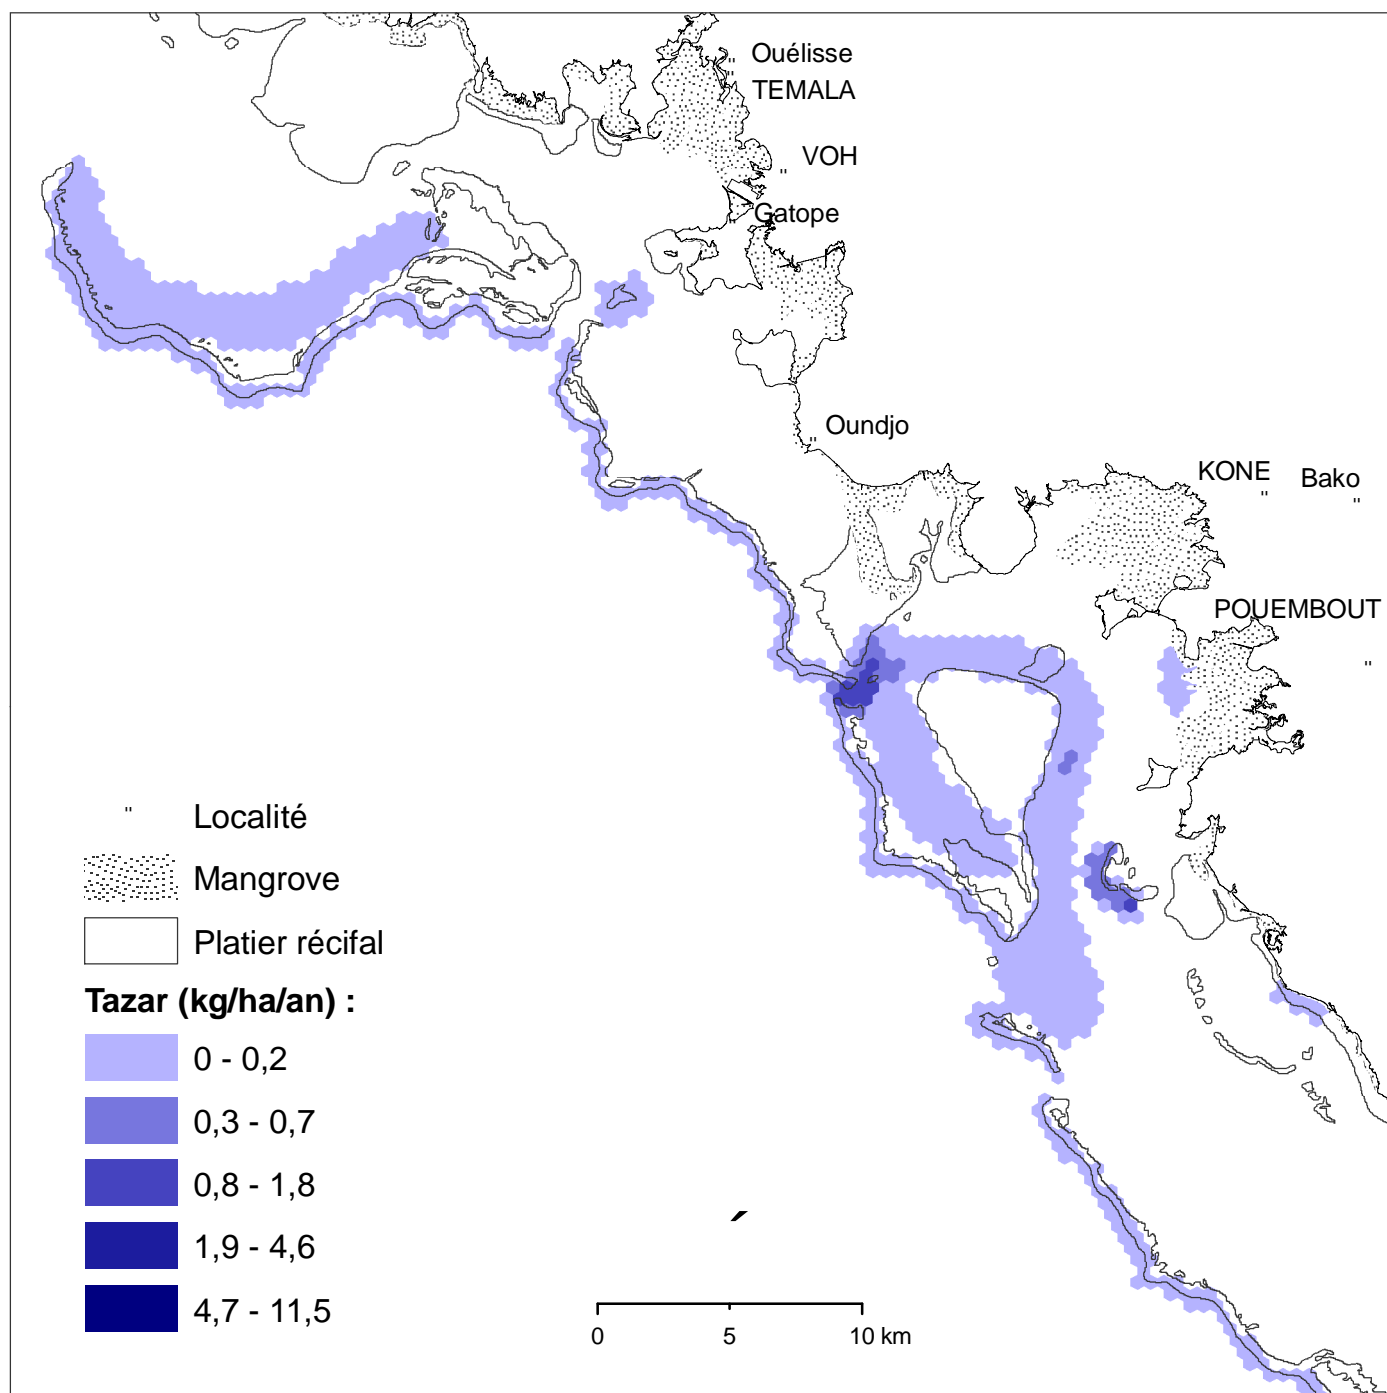 Ouélisse
TEMALA
VOH
Gatope
Oundjo
KONE
Bako
POUEMBOUT
" Localité
Mangrove
Platier récifal
Tazar (kg/ha/an) :
0 - 0,2
0,3 - 0,7
0,8 - 1,8
1,9 - 4,6
4,7 - 11,5
0 5 10 km